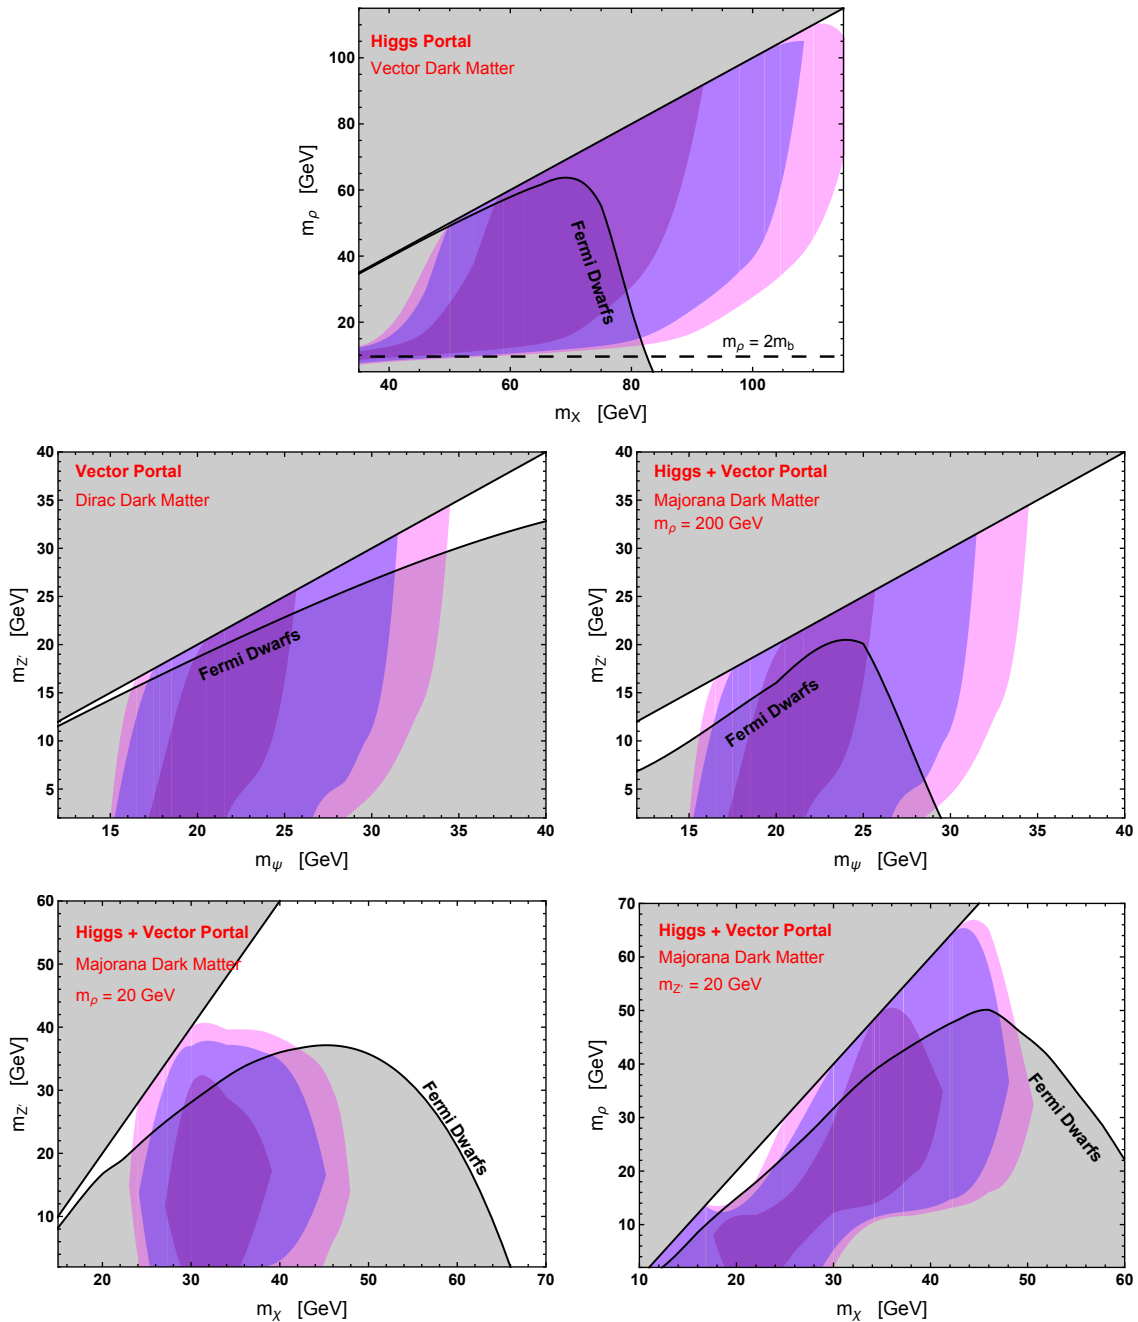 Higgs Portal
Vector Dark Matter
Fermi Dwarfs
m_ρ = 2m_b
100
80
60
40
20
m_ρ [GeV]
40 60 80 100
m_X [GeV]
Vector Portal
Dirac Dark Matter
Fermi Dwarfs
40
35
30
25
20
15
10
5
m_Z′ [GeV]
15 20 25 30 35 40
m_ψ [GeV]
Higgs + Vector Portal
Majorana Dark Matter
m_ρ = 200 GeV
Fermi Dwarfs
40
35
30
25
20
15
10
5
m_Z′ [GeV]
15 20 25 30 35 40
m_ψ [GeV]
Higgs + Vector Portal
Majorana Dark Matter
m_ρ = 20 GeV
Fermi Dwarfs
60
50
40
30
20
10
m_Z′ [GeV]
20 30 40 50 60 70
m_χ [GeV]
Higgs + Vector Portal
Majorana Dark Matter
m_Z′ = 20 GeV
Fermi Dwarfs
70
60
50
40
30
20
10
m_ρ [GeV]
10 20 30 40 50 60
m_χ [GeV]